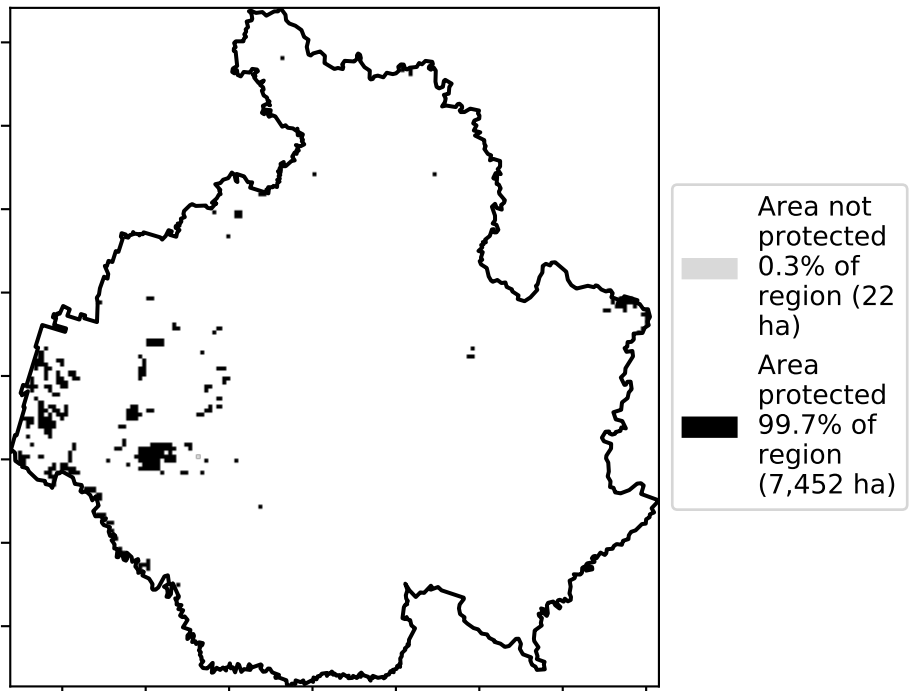 Area not
protected
0.3% of
region (22
ha)
Area
protected
99.7% of
region
(7,452 ha)